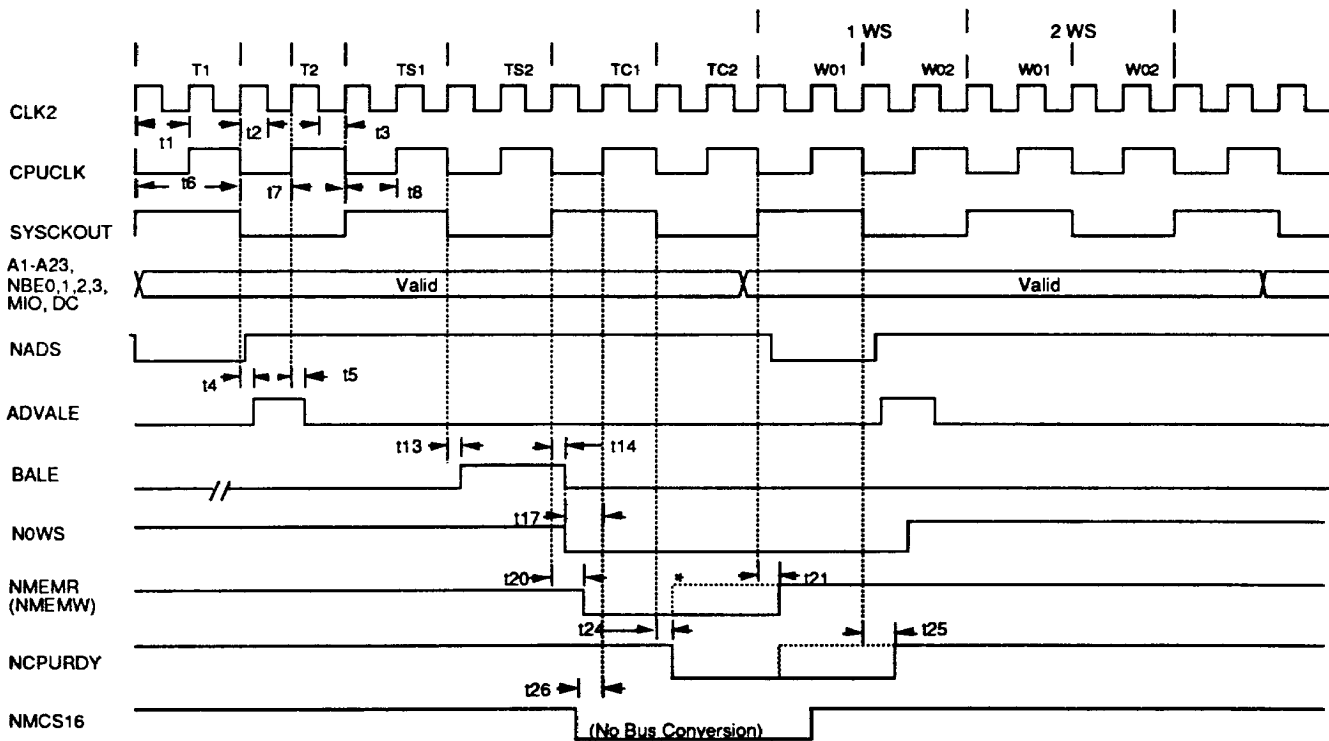 1 WS 2 WS
T1 T2 TS1 TS2 TC1 TC2 W01 W02 W01 W02
CLK2
t1 t2 t3
CPUCLK
t6 t7 t8
SYSCKOUT
A1-A23,
NBE0,1,2,3,
MIO, DC
Valid Valid
NADS
t4 t5
ADVALE
t13 t14
BALE
t17
N0WS
t20 * t21
NMEMR
(NMEMW)
t24 t25
NCPURDY
t26
NMCS16
(No Bus Conversion)